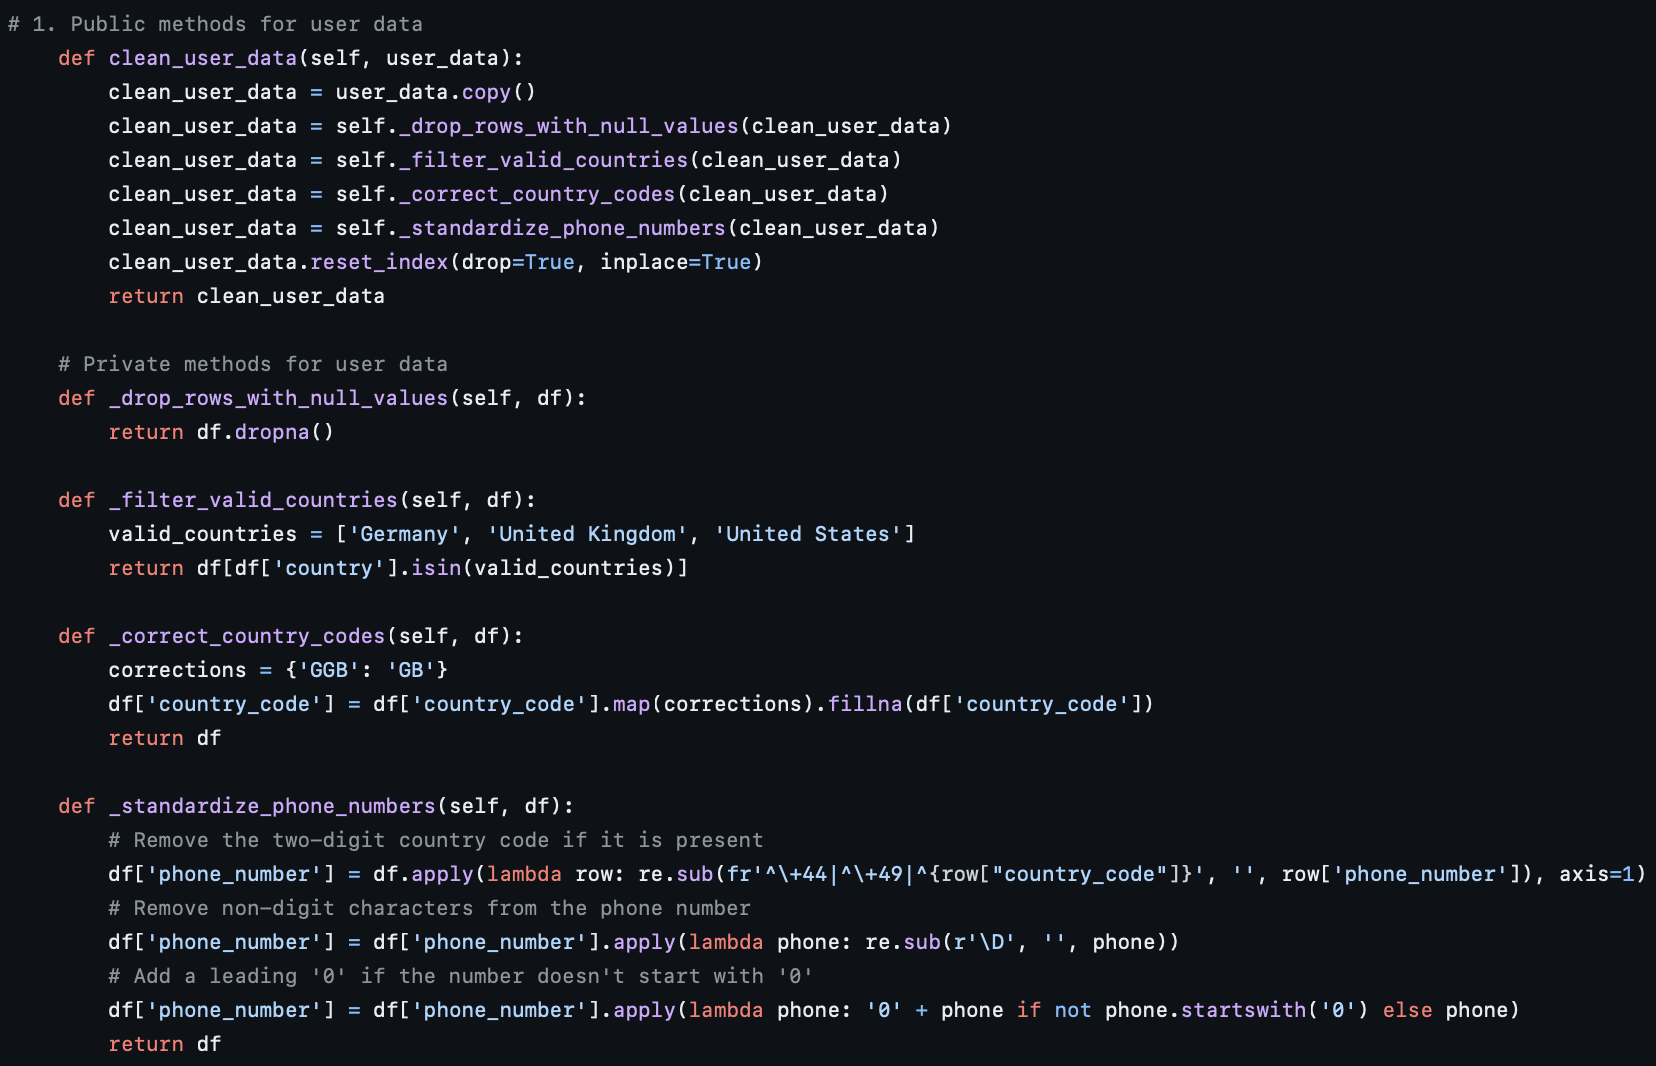 # 1. Public methods for user data
    def clean_user_data(self, user_data):
        clean_user_data = user_data.copy()
        clean_user_data = self._drop_rows_with_null_values(clean_user_data)
        clean_user_data = self._filter_valid_countries(clean_user_data)
        clean_user_data = self._correct_country_codes(clean_user_data)
        clean_user_data = self._standardize_phone_numbers(clean_user_data)
        clean_user_data.reset_index(drop=True, inplace=True)
        return clean_user_data

    # Private methods for user data
    def _drop_rows_with_null_values(self, df):
        return df.dropna()

    def _filter_valid_countries(self, df):
        valid_countries = ['Germany', 'United Kingdom', 'United States']
        return df[df['country'].isin(valid_countries)]

    def _correct_country_codes(self, df):
        corrections = {'GGB': 'GB'}
        df['country_code'] = df['country_code'].map(corrections).fillna(df['country_code'])
        return df

    def _standardize_phone_numbers(self, df):
        # Remove the two-digit country code if it is present
        df['phone_number'] = df.apply(lambda row: re.sub(fr'^\+44|^\+49|^{row["country_code"]}', '', row['phone_number']), axis=1)
        # Remove non-digit characters from the phone number
        df['phone_number'] = df['phone_number'].apply(lambda phone: re.sub(r'\D', '', phone))
        # Add a leading '0' if the number doesn't start with '0'
        df['phone_number'] = df['phone_number'].apply(lambda phone: '0' + phone if not phone.startswith('0') else phone)
        return df